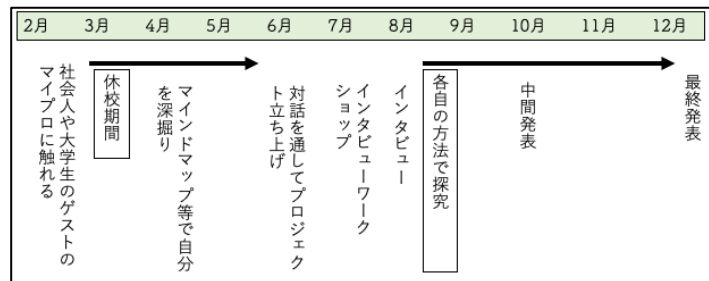 2月 3月 4月 5月 6月 7月 8月 9月 10月 11月 12月
社会人や大学生のゲストの
マイプロに触れる
休校期間
マインドマップ等で自分
を深掘り
対話を通してプロジェク
ト立ち上げ
インタビューワーク
ショップ
インタビュー
各自の方法で探究
中間発表
最終発表